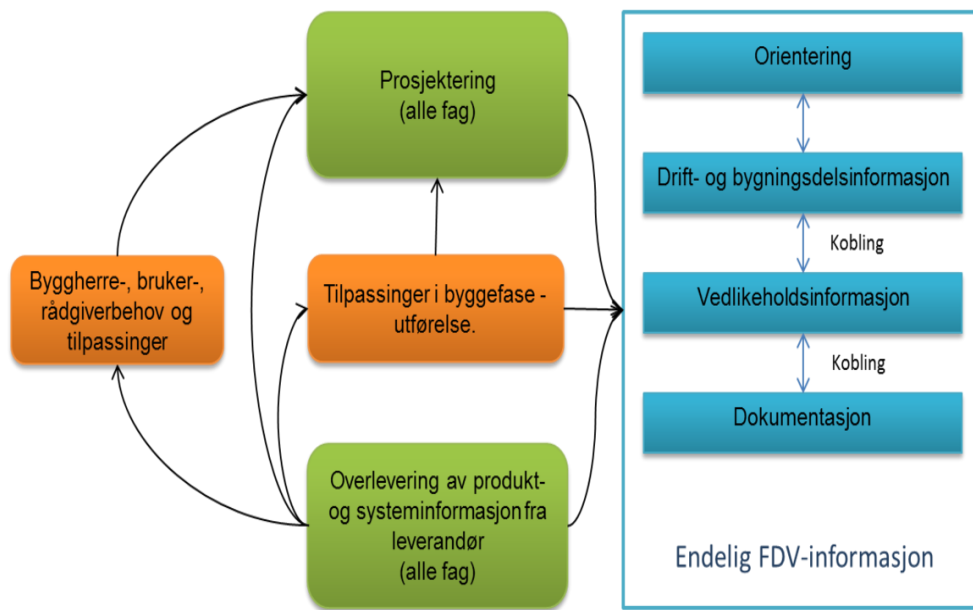 Prosjektering
(alle fag)
Byggherre-, bruker-,
rådgiverbehov og
tilpassinger
Tilpassinger i byggefase -
utførelse.
Overlevering av produkt-
og systeminformasjon fra
leverandør
(alle fag)
Orientering
Drift- og bygningsdelsinformasjon
Kobling
Vedlikeholdsinformasjon
Kobling
Dokumentasjon
Endelig FDV-informasjon